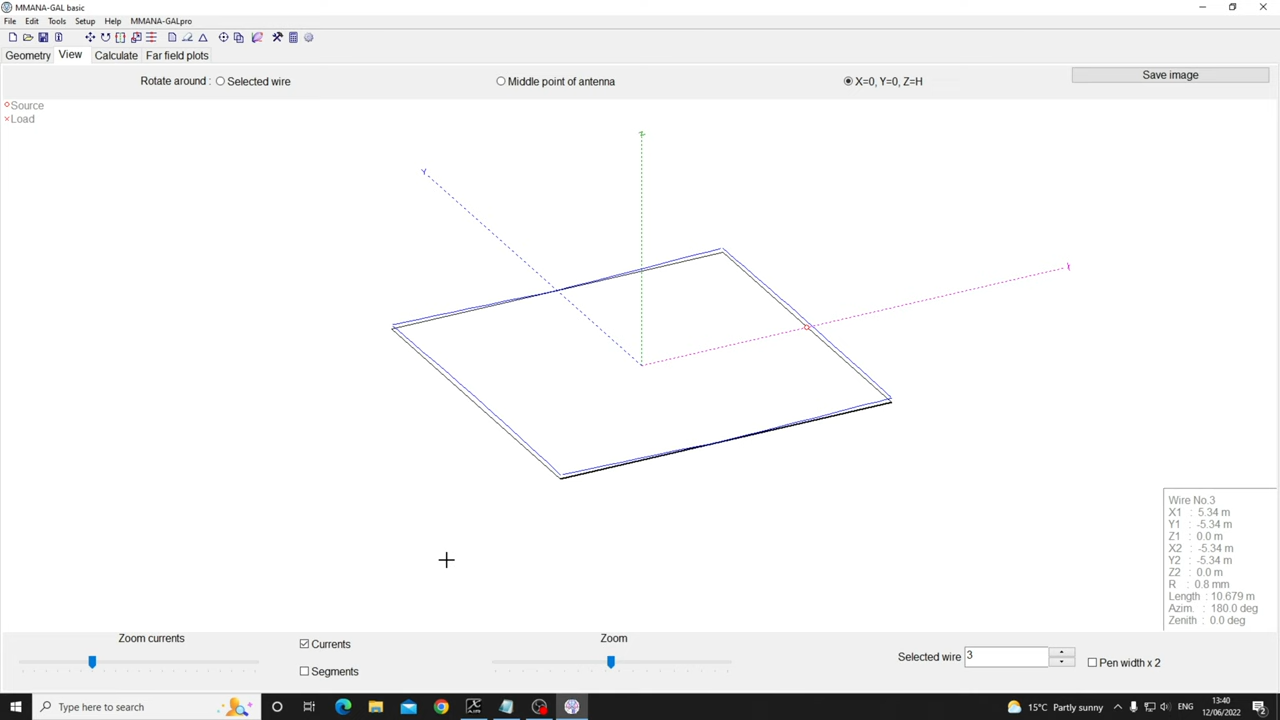 MMANA-GAL basic
File Edit Tools Setup Help MMANA-GALpro
Geometry View Calculate Far field plots
Rotate around : Selected wire Middle point of antenna X=0, Y=0, Z=H Save image
Source
Load
Z
Y
X
Wire No.3
X1 : 5.34 m
Y1 : -5.34 m
Z1 : 0.0 m
X2 : -5.34 m
Y2 : -5.34 m
Z2 : 0.0 m
R : 0.8 mm
Length : 10.679 m
Azim. : 180.0 deg
Zenith : 0.0 deg
Zoom currents Currents Zoom
Segments
Selected wire 3 Pen width x 2
Type here to search
15°C Partly sunny ENG 13:40
12/06/2022
2